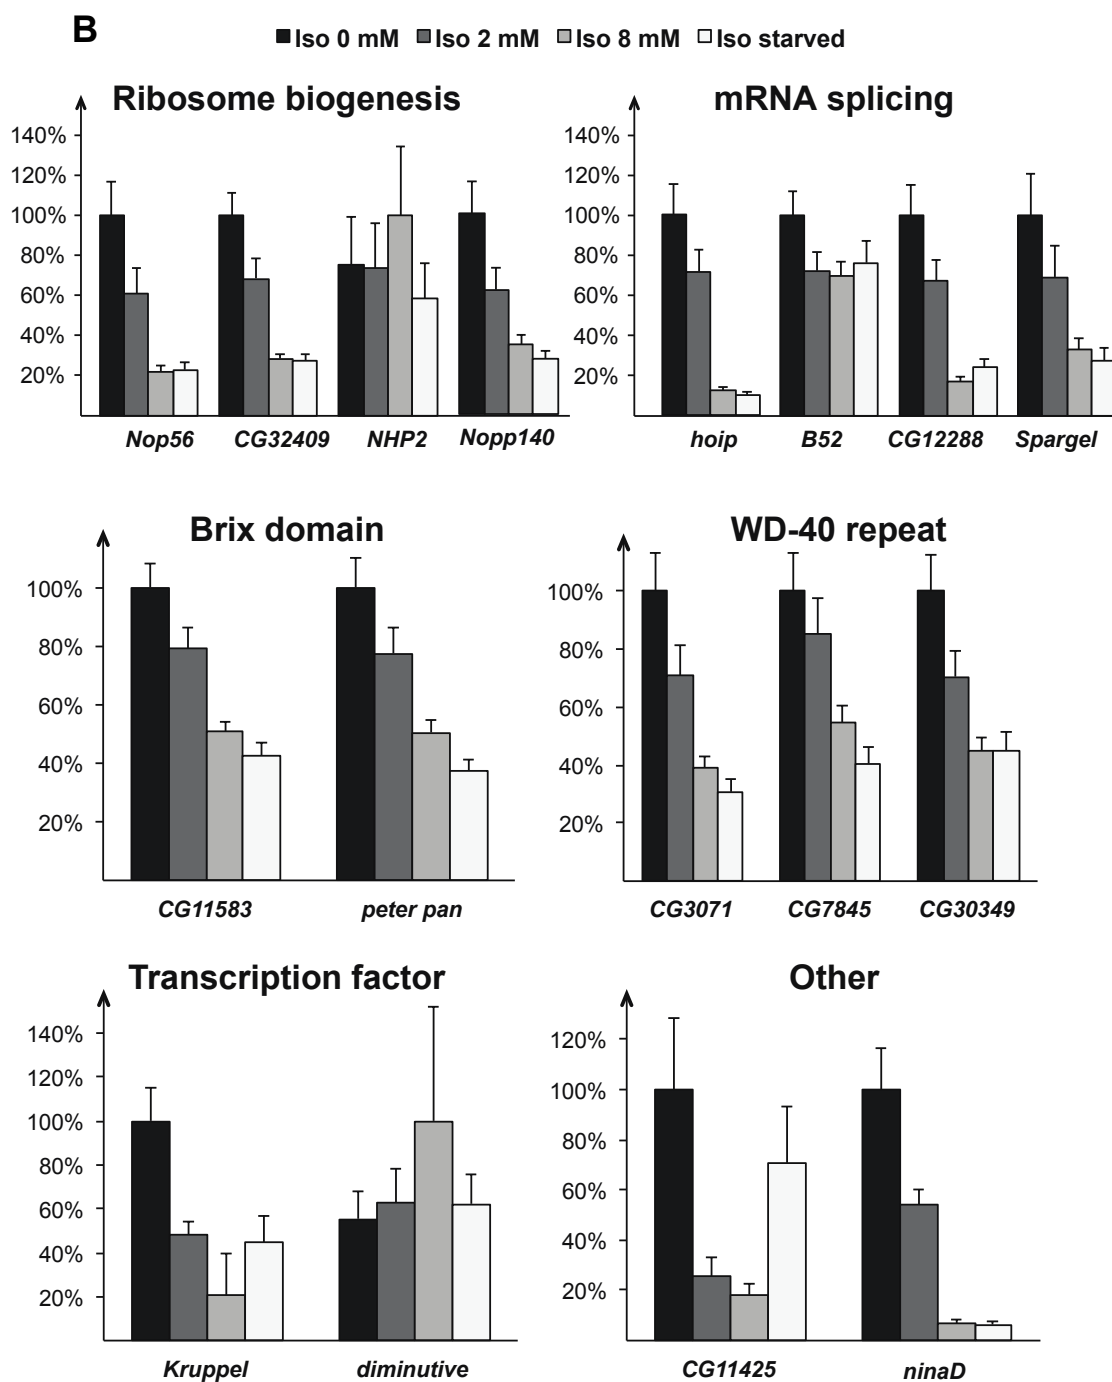 B
Iso 0 mM Iso 2 mM Iso 8 mM Iso starved
Ribosome biogenesis
140%
120%
100%
80%
60%
40%
20%
Nop56 CG32409 NHP2 Nopp140
mRNA splicing
140%
120%
100%
80%
60%
40%
20%
hoip B52 CG12288 Spargel
Brix domain
100%
80%
60%
40%
20%
CG11583 peter pan
WD-40 repeat
100%
80%
60%
40%
20%
CG3071 CG7845 CG30349
Transcription factor
140%
120%
100%
80%
60%
40%
20%
Kruppel diminutive
Other
120%
100%
80%
60%
40%
20%
CG11425 ninaD